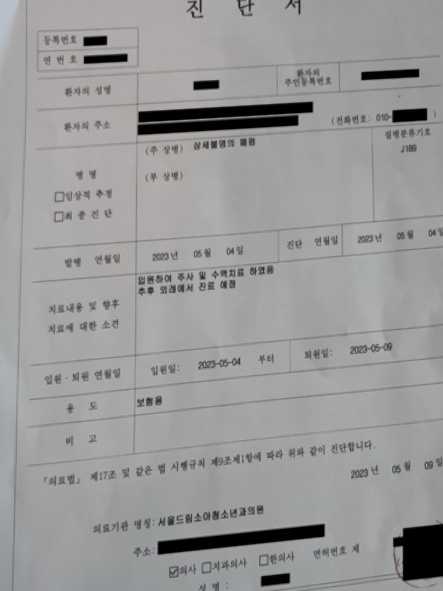 진 단 서
등록번호
연 번 호
환자의 성명
환자의 주민등록번호
환자의 주소
(전화번호: 010- )
병 명
□임상적 추정
□최 종 진 단
(주 상병) 상세불명의 폐렴
(부 상병)
질병분류기호
J189
발병 연월일
2023년 05월 04일
진단 연월일
2023년 05월 04일
치료내용 및 향후
치료에 대한 소견
입원하여 주사 및 수액치료 하였음
추후 외래에서 진료 예정
입원·퇴원 연월일
입원일: 2023-05-04 부터
퇴원일: 2023-05-09
용 도
보험용
비 고
「의료법」 제17조 및 같은 법 시행규칙 제9조제1항에 따라 위와 같이 진단합니다.
2023년 05월 09일
의료기관 명칭: 서울드림소아청소년과의원
주소:
☑의사 □치과의사 □한의사 면허번호 제
성 명 :